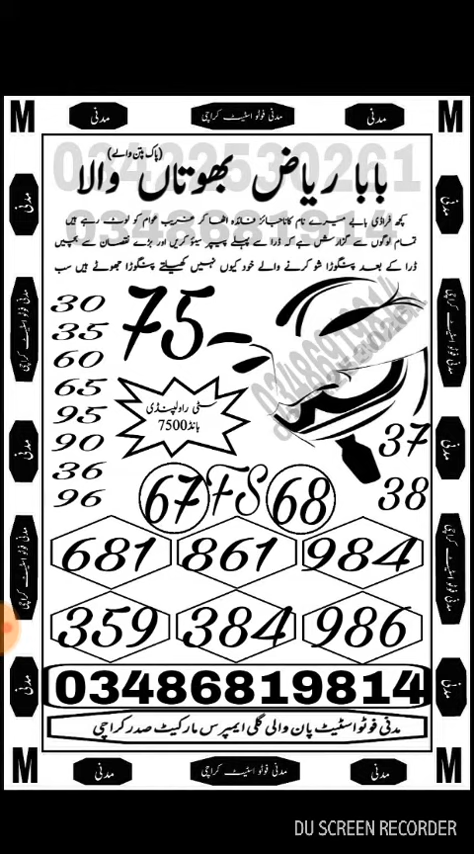 M مدنی مدنی فوٹو اسٹیٹ کراچی مدنی M
(پاک پتن والے)
بابا ریاض بھوتاں والا
کچھ فراڈی بابے میرے نام کا ناجائز فائدہ اٹھا کر غریب عوام کو لوٹ رہے ہیں
تمام لوگوں سے گزارش ہے کہ ڈرا سے پہلے پیپر سیو کریں اور بڑے نقصان سے بچیں
ڈرا کے بعد پنگوڑا شو کرنے والے خود کیوں نہیں کھیلتے پنگوڑا جھوٹے ہیں سب
75
30
35
60
65
95
90
36
96
سٹی راولپنڈی
بانڈ 7500
37
38
67 FS 68
681 861 984
359 384 986
03486819814
مدنی فوٹو اسٹیٹ پان والی گلی ایمپرس مارکیٹ صدر کراچی
M مدنی مدنی فوٹو اسٹیٹ کراچی مدنی M
DU SCREEN RECORDER